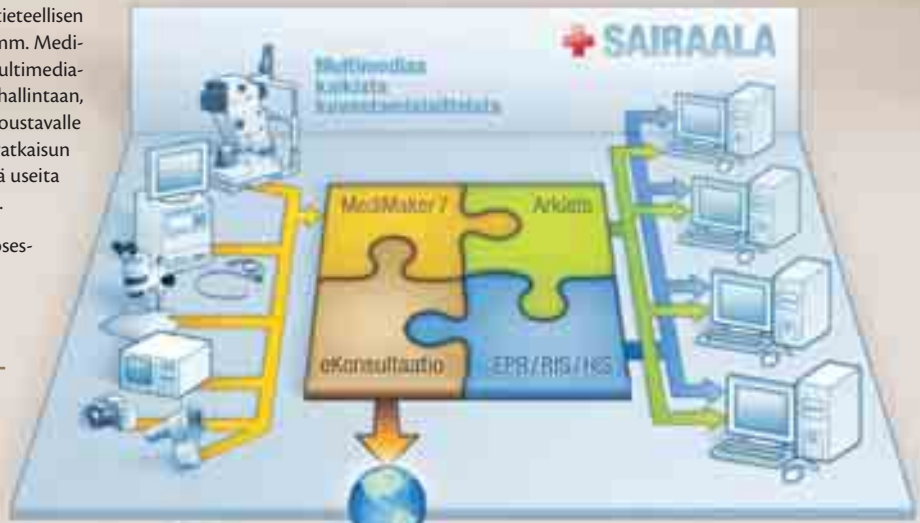 tieteellisen
mm. Medi-
ultimedia-
hallintaan,
oustavalle
atkaisun
ä useita
.
oses-
SAIRAALA
Multimediaa
kaikista
kuvantamislaitteista
MediMaker 7
Arkisto
eKonsultaatio
EPR / RIS / HIS